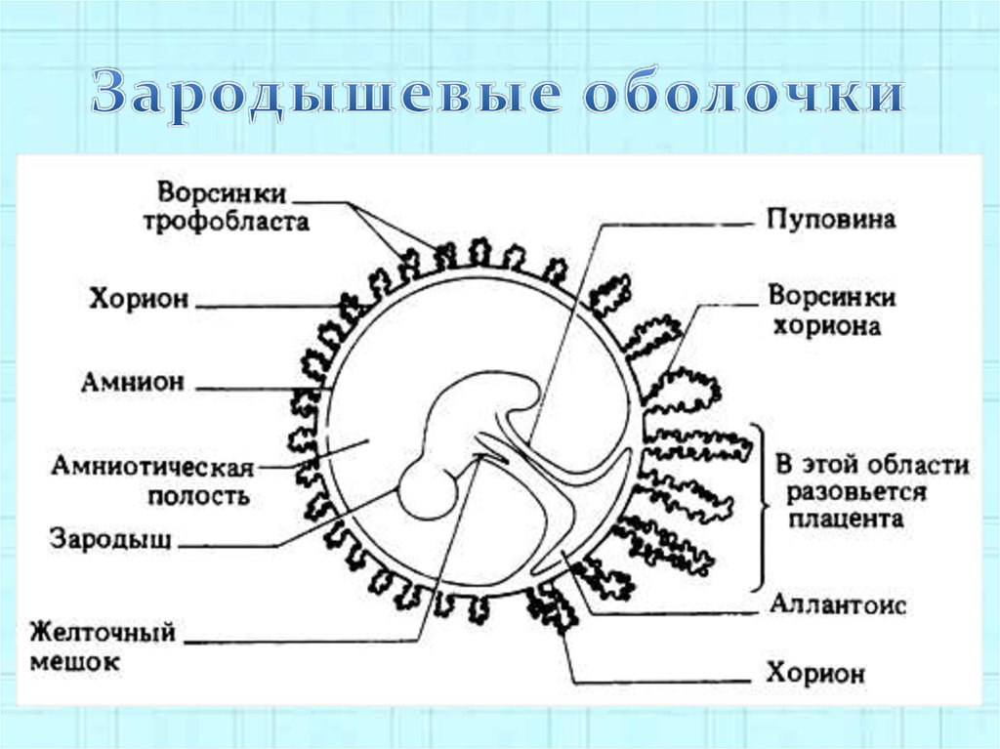 Зародышевые оболочки
Ворсинки
трофобласта
Хорион
Амнион
Амниотическая
полость
Зародыш
Желточный
мешок
Пуповина
Ворсинки
хориона
В этой области
разовьется
плацента
Аллантоис
Хорион